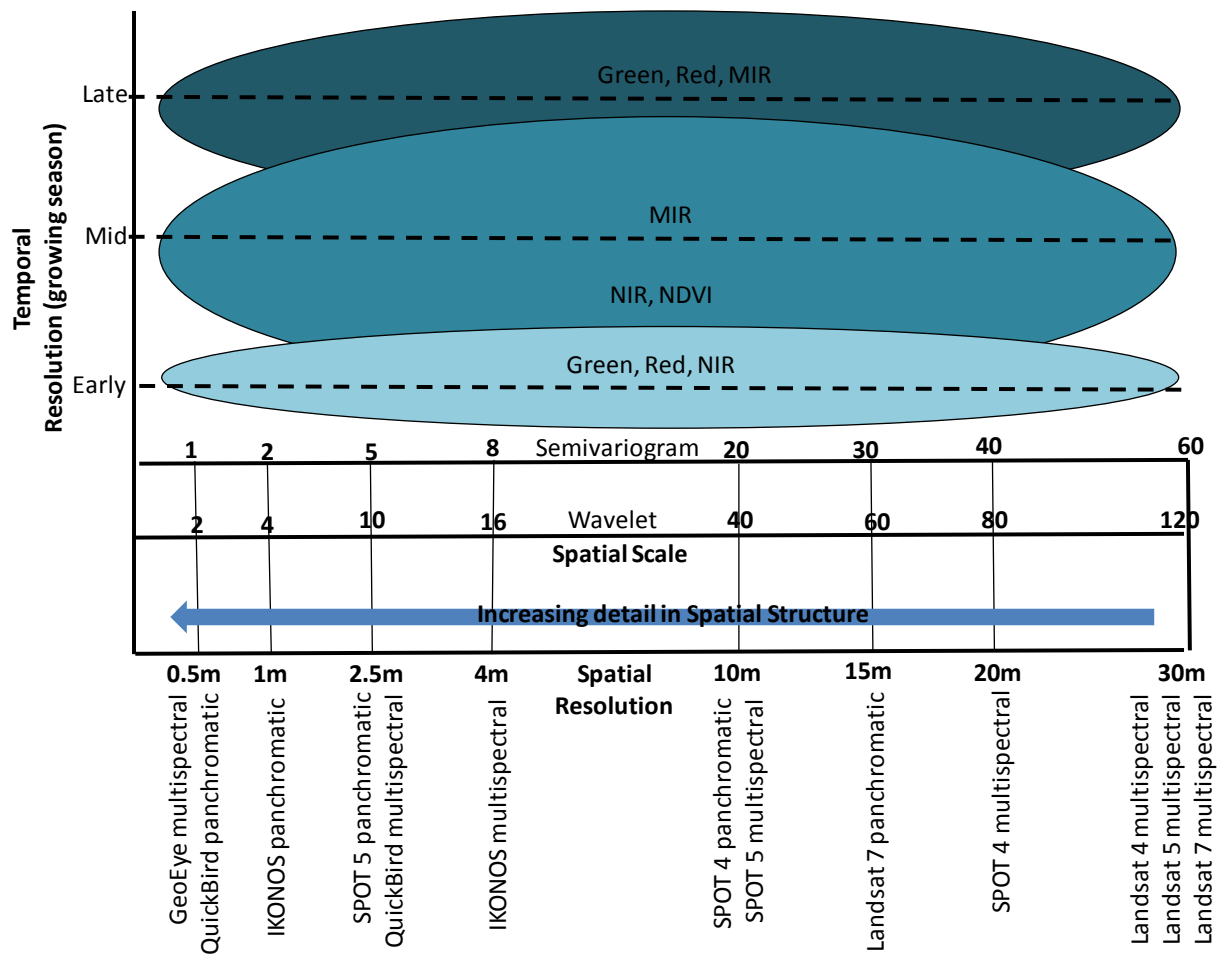 Green, Red, MIR
Late
MIR
Mid
NIR, NDVI
Green, Red, NIR
Early
Temporal
Resolution (growing season)
1 2 5 8 Semivariogram 20 30 40 60
2 4 10 16 Wavelet 40 60 80 120
Spatial Scale
Increasing detail in Spatial Structure
0.5m 1m 2.5m 4m Spatial 10m 15m 20m 30m
Resolution
GeoEye multispectral
QuickBird panchromatic
IKONOS panchromatic
SPOT 5 panchromatic
QuickBird multispectral
IKONOS multispectral
SPOT 4 panchromatic
SPOT 5 multispectral
Landsat 7 panchromatic
SPOT 4 multispectral
Landsat 4 multispectral
Landsat 5 multispectral
Landsat 7 multispectral